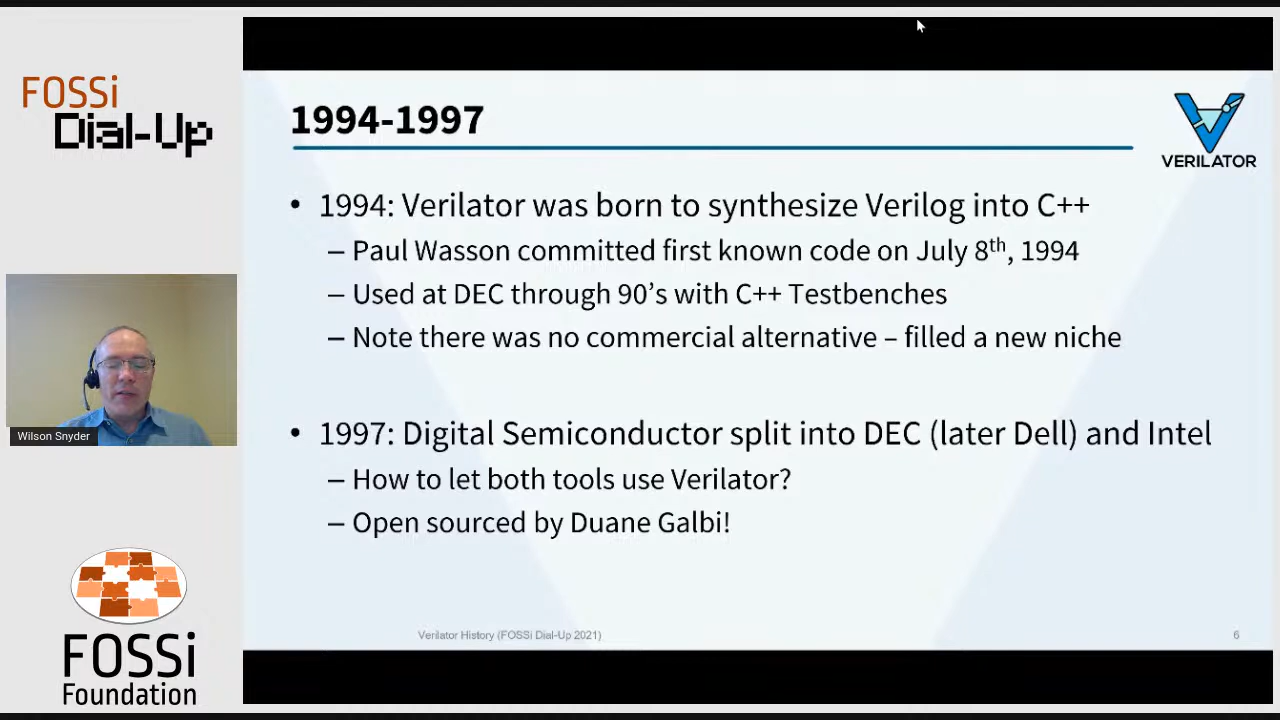 FOSSi
Dial-Up
1994-1997
VERILATOR
• 1994: Verilator was born to synthesize Verilog into C++
– Paul Wasson committed first known code on July 8th, 1994
– Used at DEC through 90’s with C++ Testbenches
– Note there was no commercial alternative – filled a new niche
• 1997: Digital Semiconductor split into DEC (later Dell) and Intel
– How to let both tools use Verilator?
– Open sourced by Duane Galbi!
Wilson Snyder
Verilator History (FOSSi Dial-Up 2021)
6
FOSSi
Foundation